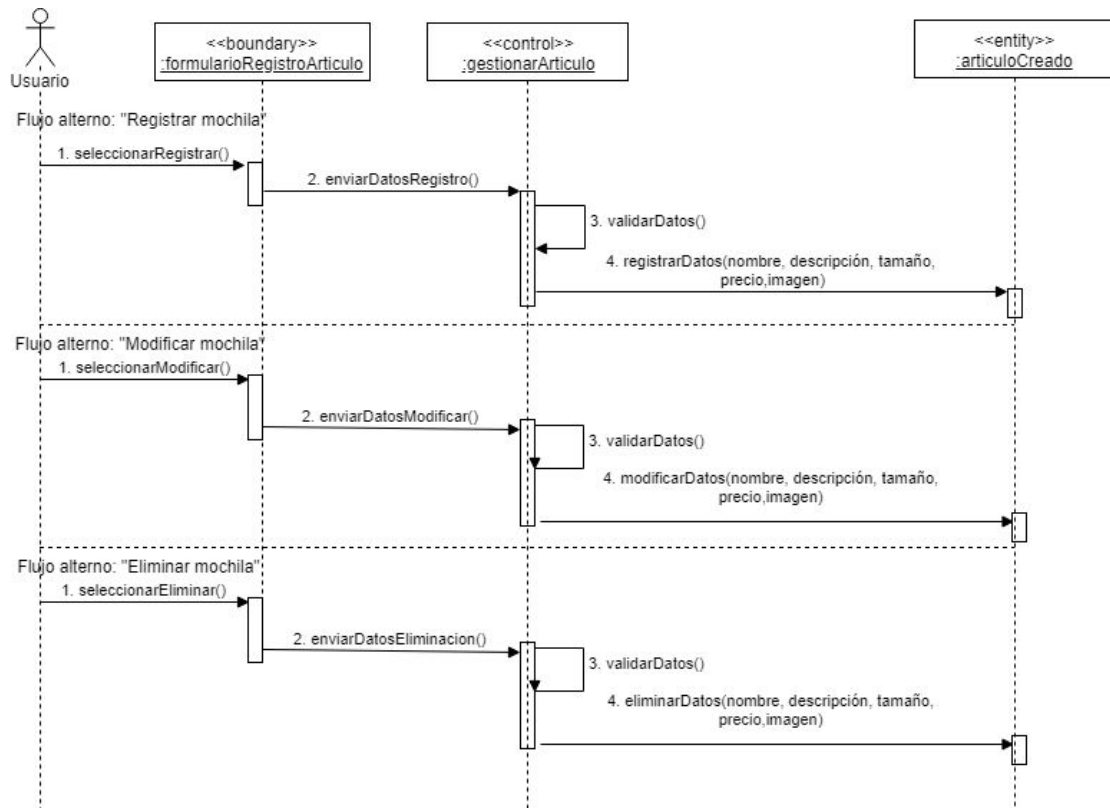 <<boundary>>
:formularioRegistroArticulo
<<control>>
:gestionarArticulo
<<entity>>
:articuloCreado
Usuario
Flujo alterno: "Registrar mochila"
1. seleccionarRegistrar()
2. enviarDatosRegistro()
3. validarDatos()
4. registrarDatos(nombre, descripción, tamaño,
precio,imagen)
Flujo alterno: "Modificar mochila"
1. seleccionarModificar()
2. enviarDatosModificar()
3. validarDatos()
4. modificarDatos(nombre, descripción, tamaño,
precio,imagen)
Flujo alterno: "Eliminar mochila"
1. seleccionarEliminar()
2. enviarDatosEliminacion()
3. validarDatos()
4. eliminarDatos(nombre, descripción, tamaño,
precio,imagen)